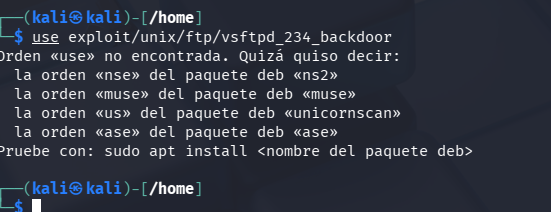 ┌──(kali㉿kali)-[/home]
└─$ use exploit/unix/ftp/vsftpd_234_backdoor
Orden «use» no encontrada. Quizá quiso decir:
  la orden «nse» del paquete deb «ns2»
  la orden «muse» del paquete deb «muse»
  la orden «us» del paquete deb «unicornscan»
  la orden «ase» del paquete deb «ase»
Pruebe con: sudo apt install <nombre del paquete deb>
┌──(kali㉿kali)-[/home]
└─$